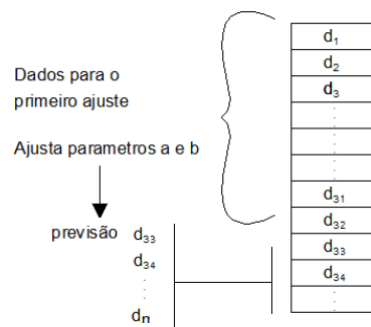 Dados para o
primeiro ajuste
Ajusta parametros a e b
previsão d33
d34
⋮
dn
d1
d2
d3
⋮
⋮
⋮
d31
d32
d33
d34
⋮